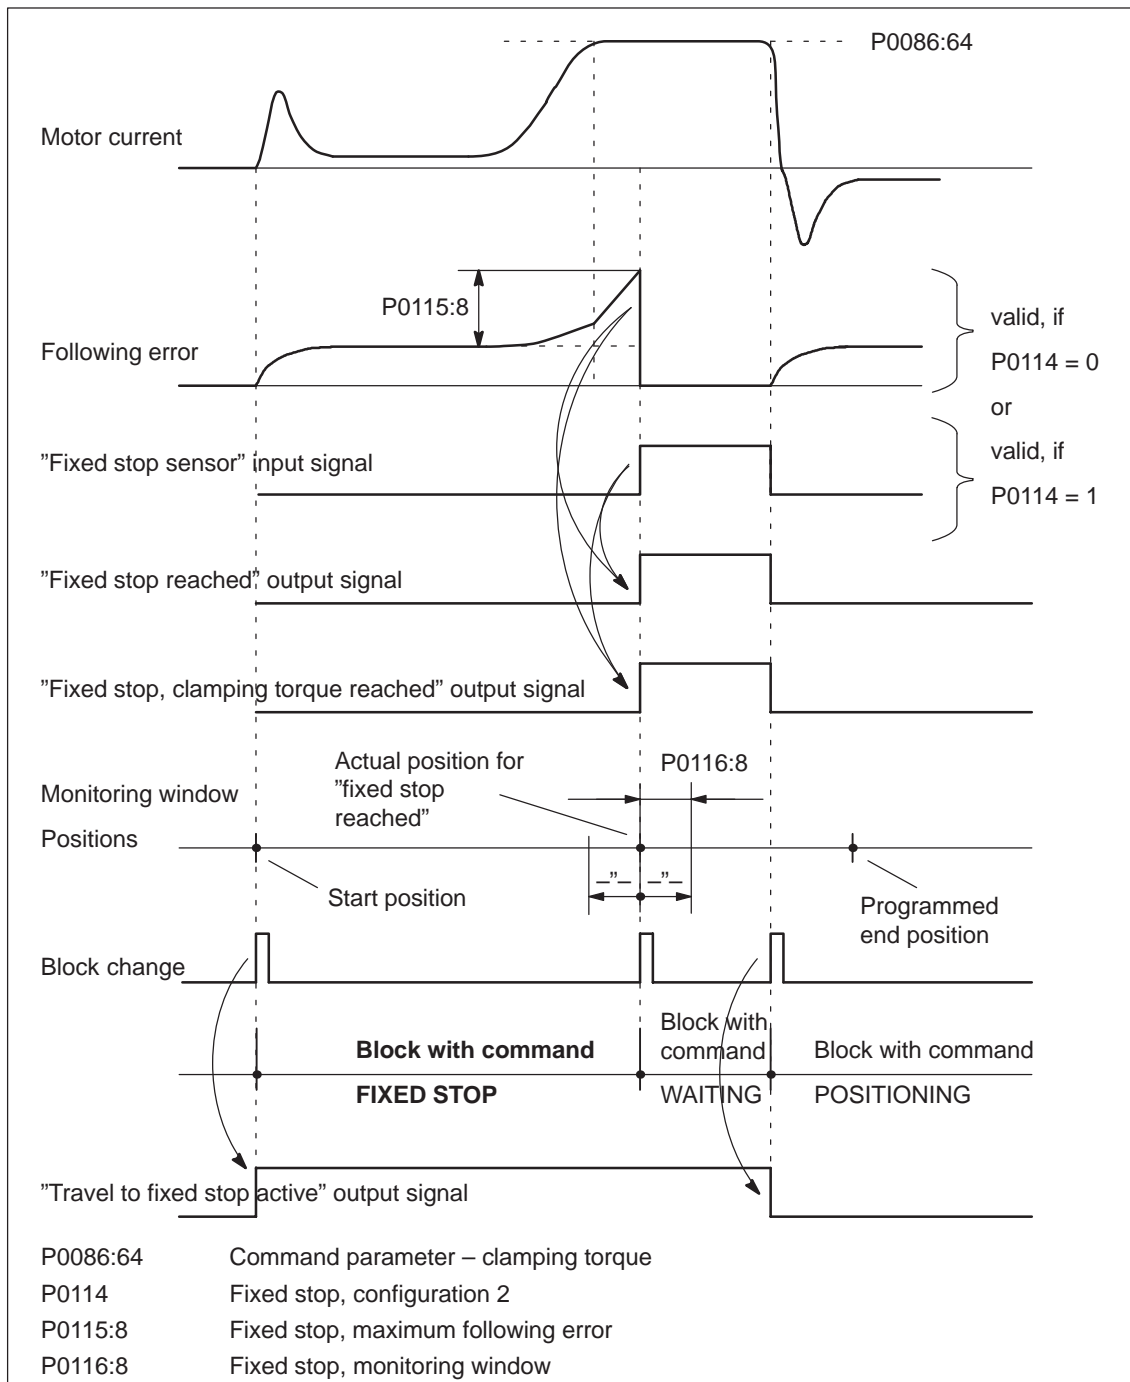 P0086:64
Motor current
P0115:8
Following error
valid, if
P0114 = 0
or
valid, if
P0114 = 1
”Fixed stop sensor” input signal
”Fixed stop reached” output signal
”Fixed stop, clamping torque reached” output signal
Actual position for
”fixed stop
reached”
P0116:8
Monitoring window
Positions
_”_ _”_
Start position
Programmed
end position
Block change
Block with command
FIXED STOP
Block with
command
WAITING
Block with command
POSITIONING
”Travel to fixed stop active” output signal
P0086:64 Command parameter – clamping torque
P0114 Fixed stop, configuration 2
P0115:8 Fixed stop, maximum following error
P0116:8 Fixed stop, monitoring window